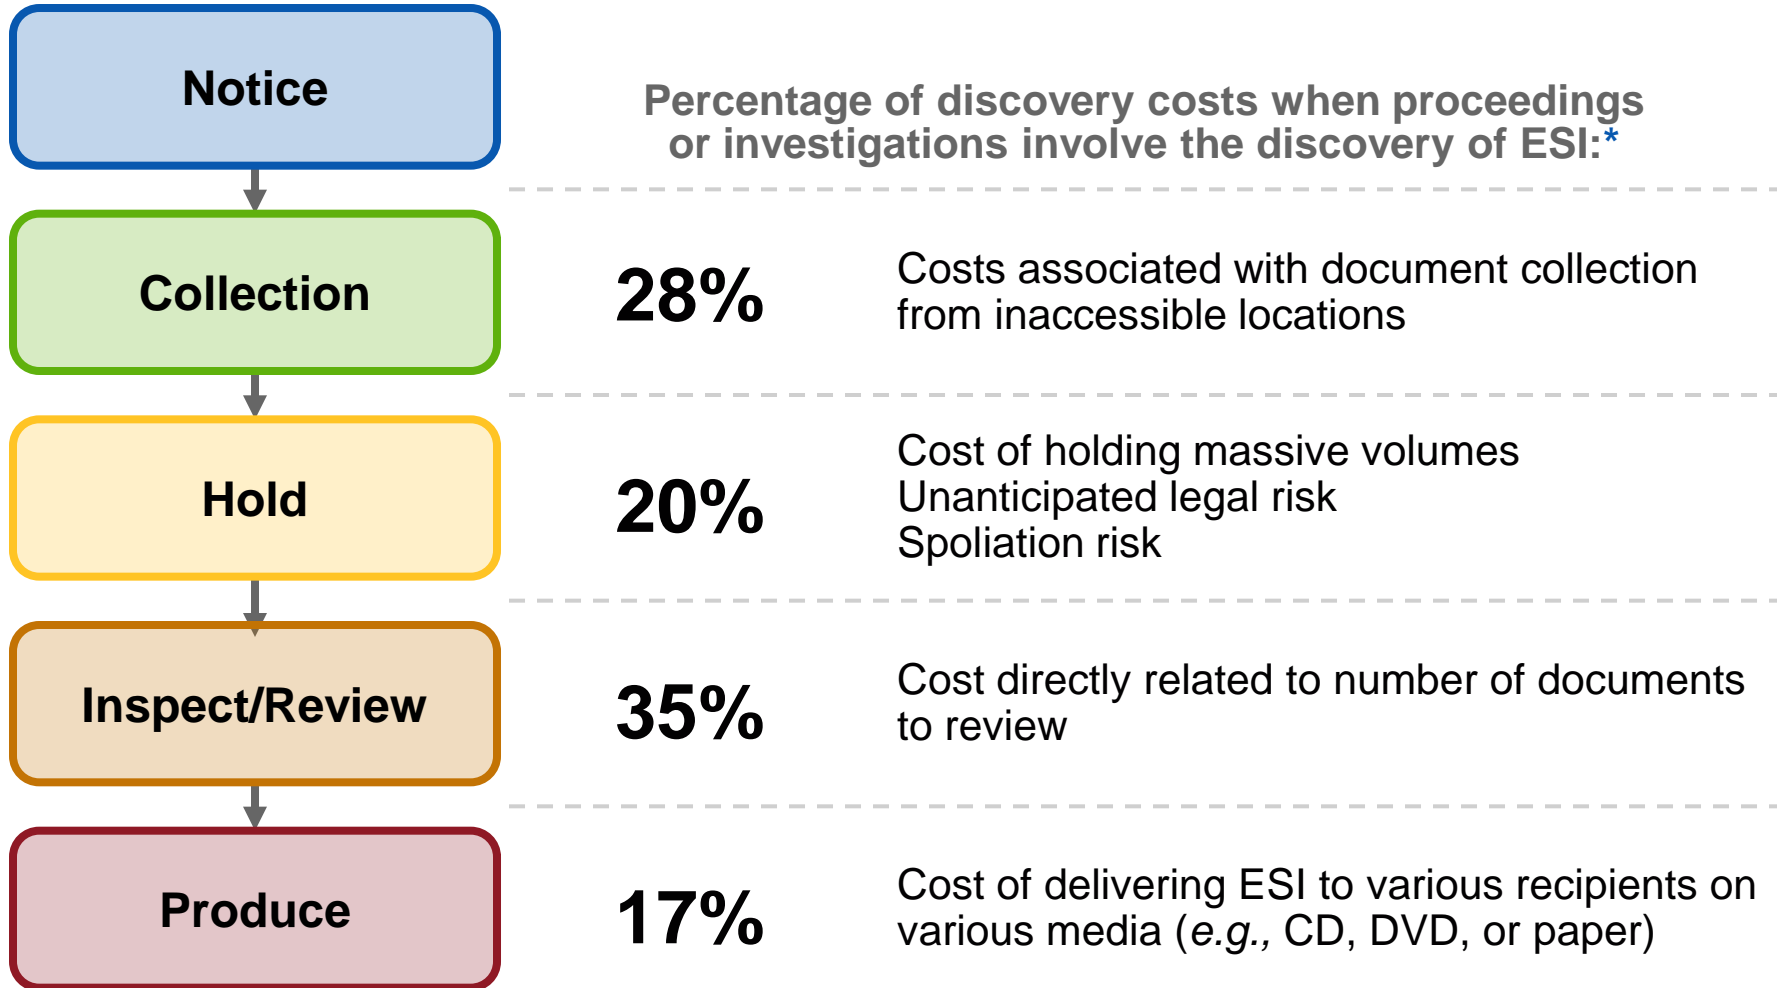 Notice
Percentage of discovery costs when proceedings
or investigations involve the discovery of ESI:*
Collection
28%
Costs associated with document collection
from inaccessible locations
Hold
20%
Cost of holding massive volumes
Unanticipated legal risk
Spoliation risk
Inspect/Review
35%
Cost directly related to number of documents
to review
Produce
17%
Cost of delivering ESI to various recipients on
various media (e.g., CD, DVD, or paper)